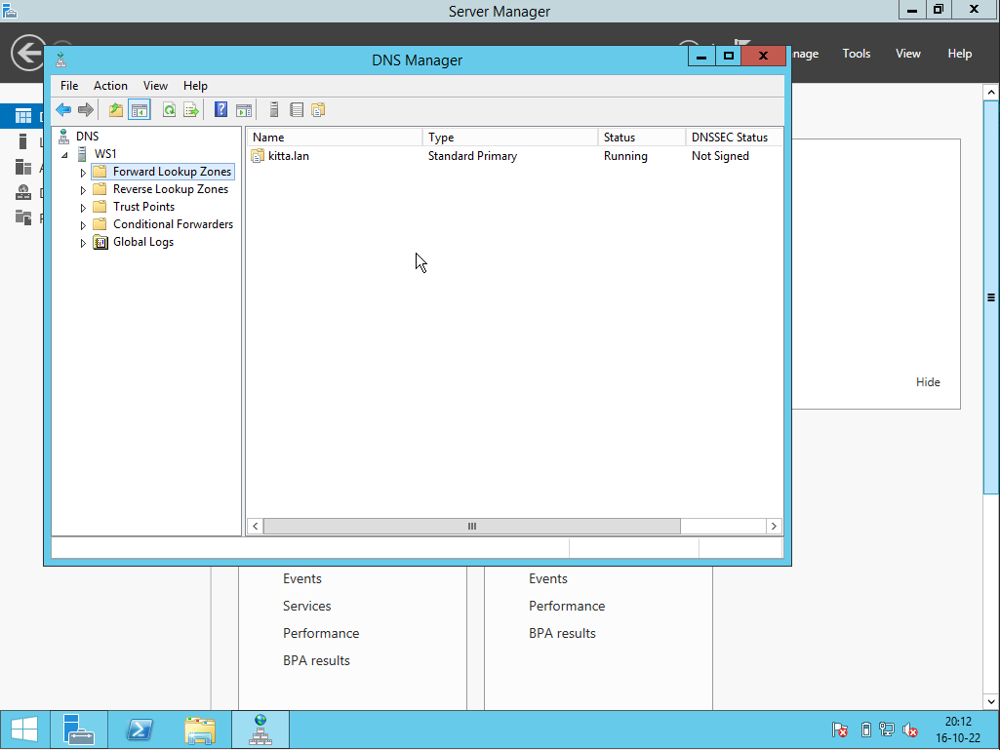 Server Manager
DNS Manager
nage Tools View Help
File Action View Help
DNS
WS1
Forward Lookup Zones
Reverse Lookup Zones
Trust Points
Conditional Forwarders
Global Logs
Name Type Status DNSSEC Status
kitta.lan Standard Primary Running Not Signed
Hide
Events
Services
Performance
BPA results
Events
Performance
BPA results
20:12
16-10-22